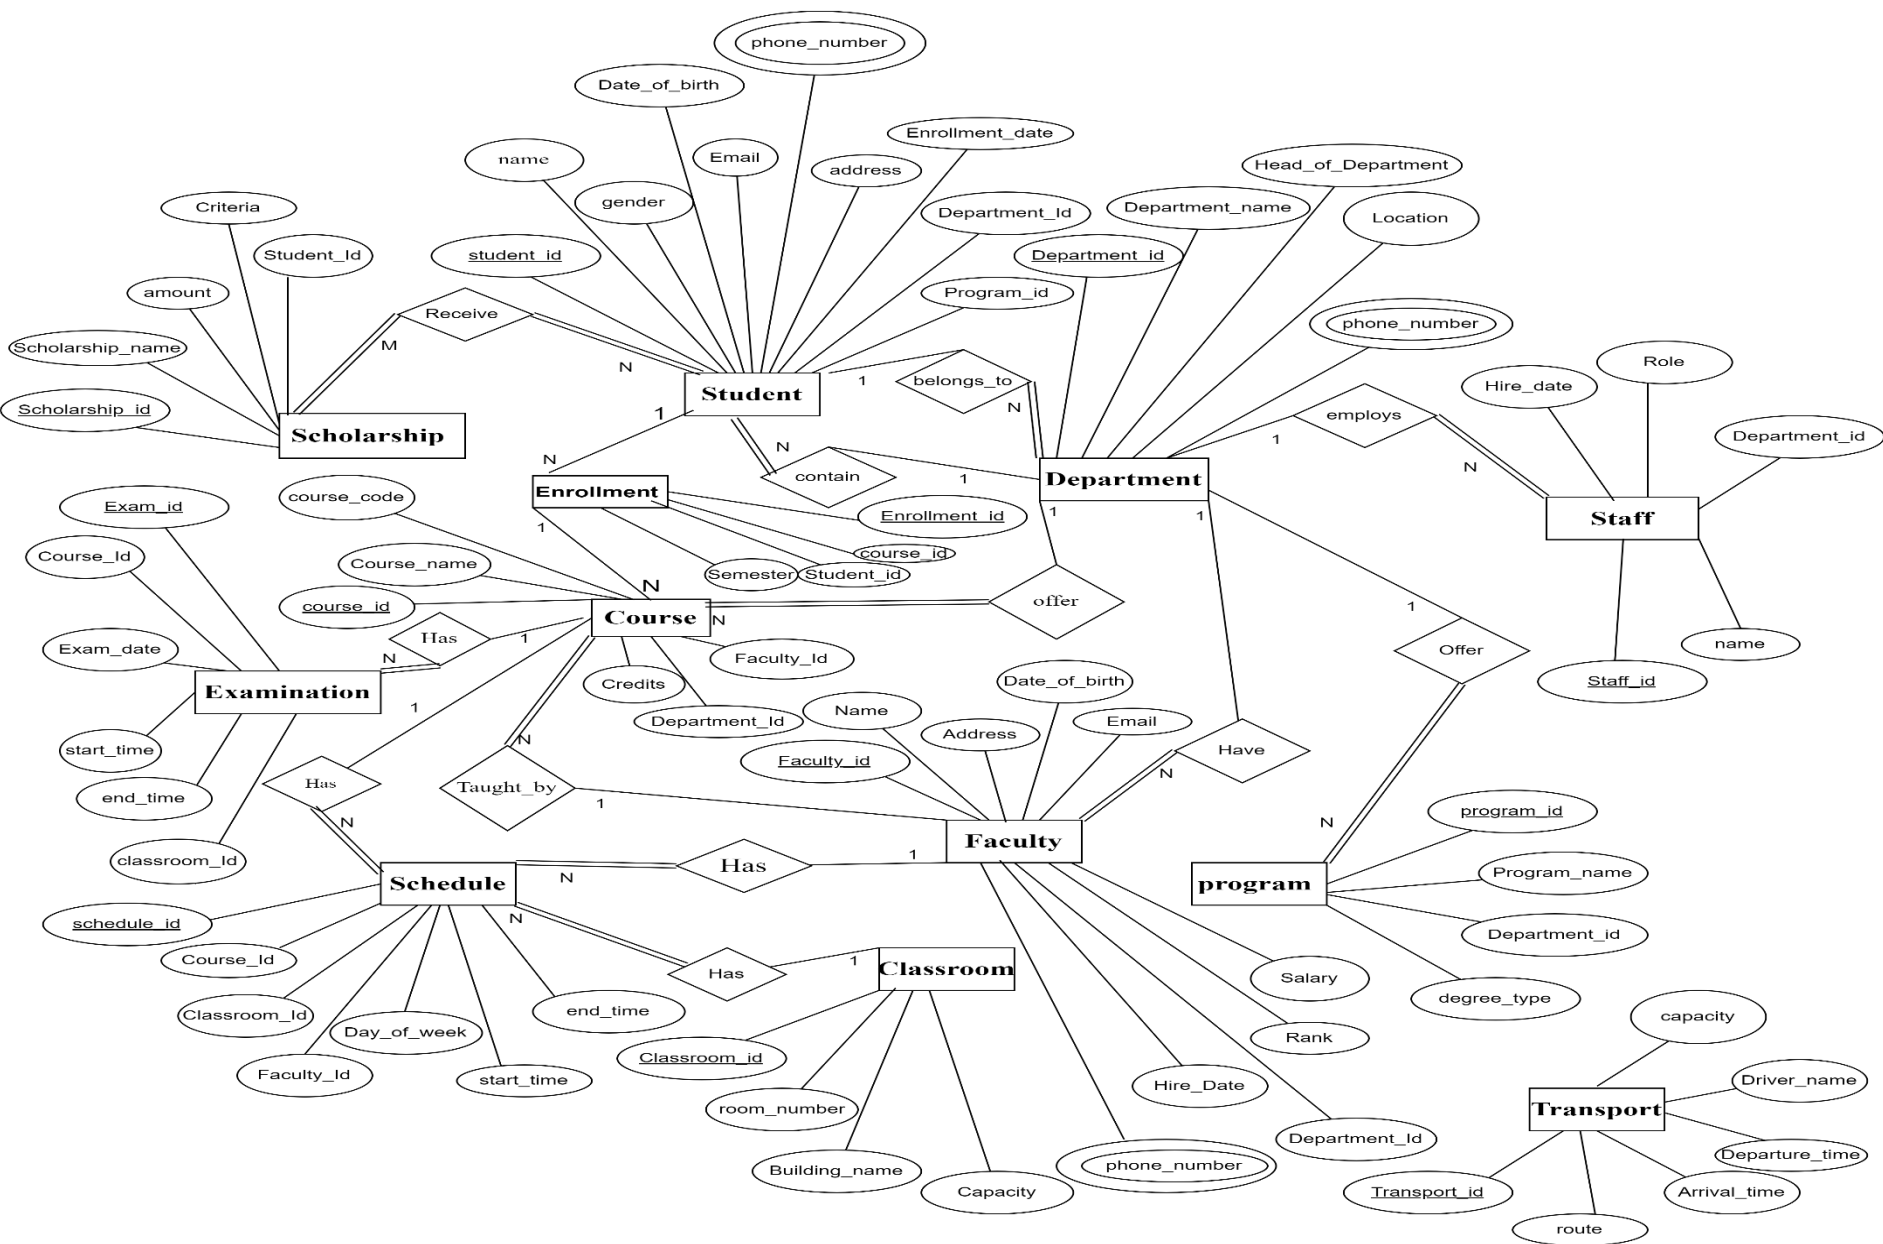 phone_number
Date_of_birth
Enrollment_date
name
Email
address
Head_of_Department
gender
Department_Id
Department_name
Location
Criteria
Student_Id
student_id
Department_id
amount
Program_id
Receive
phone_number
Scholarship_name
M
N
1
belongs_to
N
Role
Hire_date
Student
Scholarship_id
1
employs
1
Department_id
Scholarship
N
N
contain
1
Department
N
course_code
Enrollment
Exam_id
Enrollment_id
1
1
1
Staff
Course_Id
Course_name
course_id
Semester
Student_id
N
course_id
offer
1
Course
N
Has
1
Exam_date
N
Faculty_Id
Offer
name
Examination
Credits
Date_of_birth
Staff_id
1
Department_Id
Name
Address
Email
start_time
N
Faculty_id
Have
N
end_time
Has
Taught_by
1
program_id
N
N
classroom_Id
Faculty
1
Has
Schedule
N
program
Program_name
schedule_id
N
Department_id
Course_Id
Has
1
Classroom
Salary
degree_type
Classroom_Id
Day_of_week
end_time
capacity
Rank
Classroom_id
Faculty_Id
start_time
Hire_Date
Driver_name
room_number
Transport
Department_Id
Building_name
phone_number
Departure_time
Capacity
Transport_id
Arrival_time
route